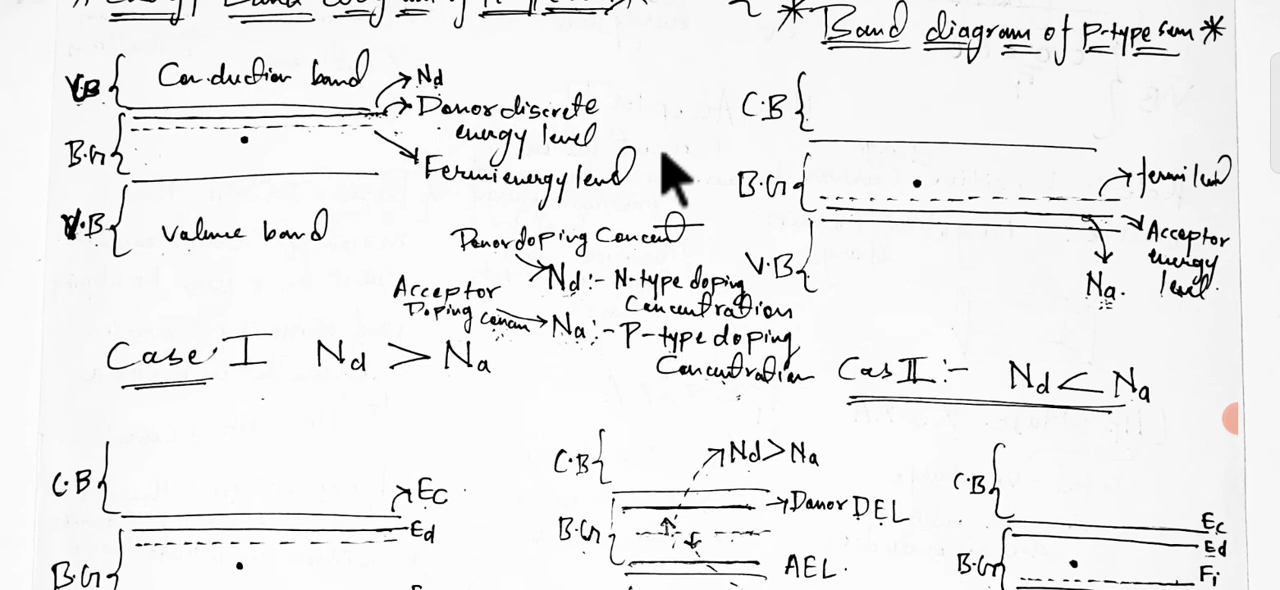 Band diagram of P-type sem *
V.B { Conduction band
Nd
Donor discrete
energy level
B.G {
Fermi energy level
V.B {
Valence band
C.B {
B.G {
fermi level
Acceptor
energy
level
Na.
V.B {
Donor doping Concent
Nd :- N-type doping
Concentration
Acceptor
Doping concen
Na :- P-type doping
Concentration
Case I Nd > Na
Cas II :- Nd < Na
C.B {
Ec
Ed
B.G {
C.B {
Nd > Na
Donor DEL
B.G {
AEL.
C.B {
Ec
Ed
Fi
B.G {